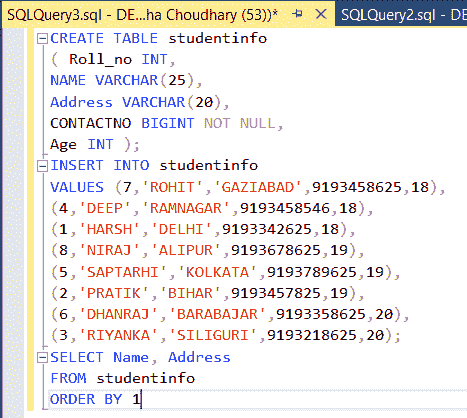 SQLQuery3.sql - DE...ha Choudhary (53))* SQLQuery2.sql - DE
CREATE TABLE studentinfo
( Roll_no INT,
NAME VARCHAR(25),
Address VARCHAR(20),
CONTACTNO BIGINT NOT NULL,
Age INT );
INSERT INTO studentinfo
VALUES (7,'ROHIT','GAZIABAD',9193458625,18),
(4,'DEEP','RAMNAGAR',9193458546,18),
(1,'HARSH','DELHI',9193342625,18),
(8,'NIRAJ','ALIPUR',9193678625,19),
(5,'SAPTARHI','KOLKATA',9193789625,19),
(2,'PRATIK','BIHAR',9193457825,19),
(6,'DHANRAJ','BARABAJAR',9193358625,20),
(3,'RIYANKA','SILIGURI',9193218625,20);
SELECT Name, Address
FROM studentinfo
ORDER BY 1